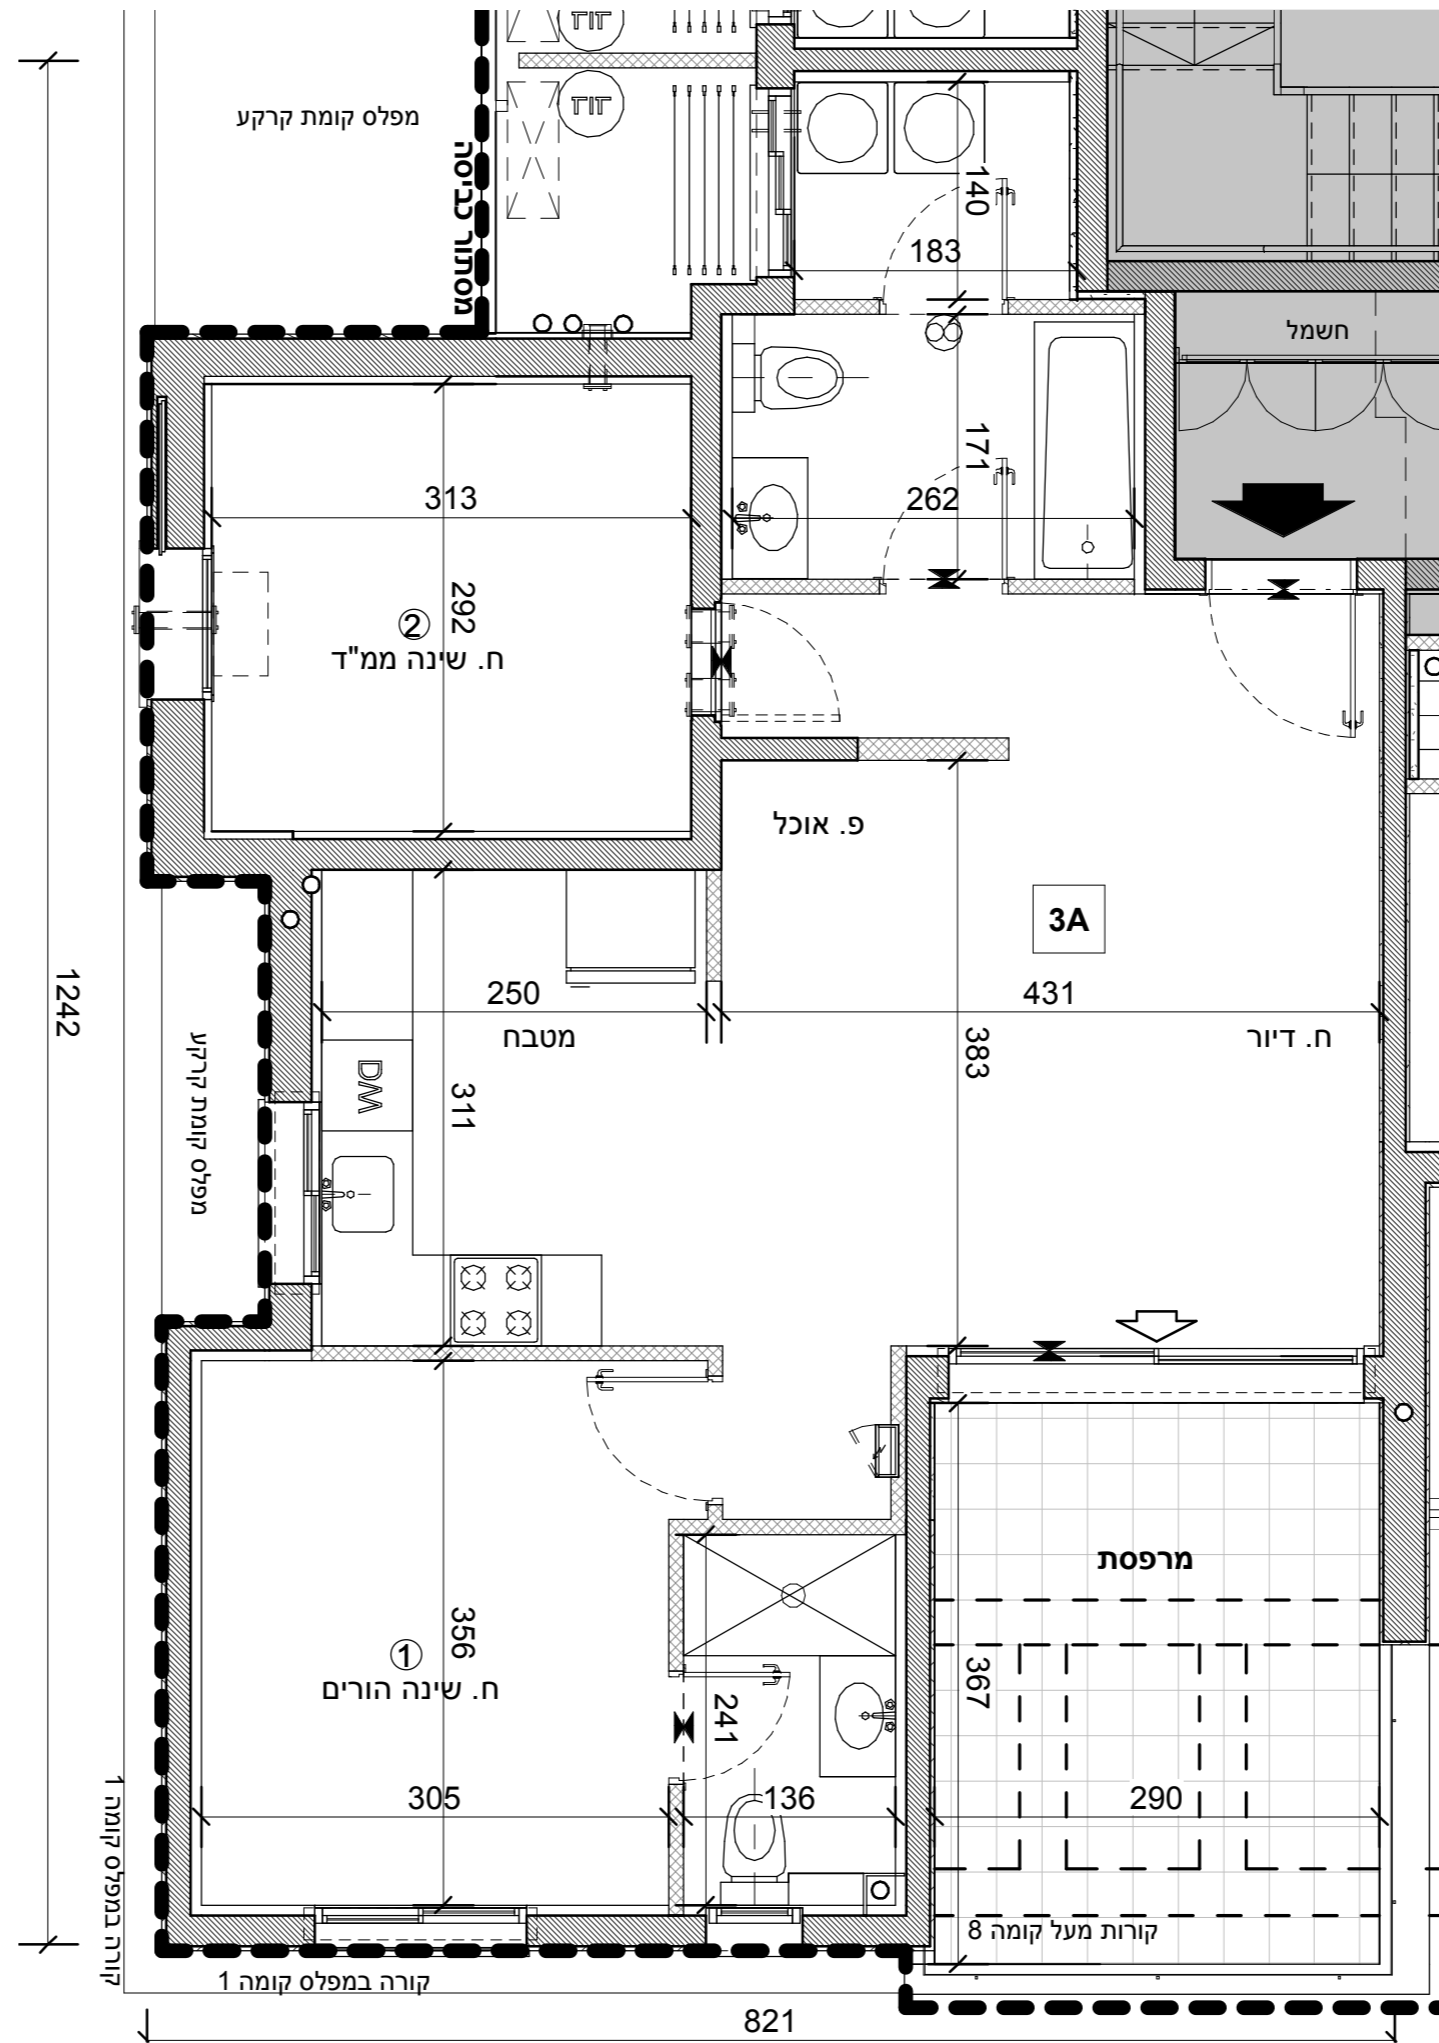 מפלס קומת קרקע
מסתור כביסה
140
183
חשמל
171
262
313
292
2
ח. שינה ממ"ד
פ. אוכל
3A
250
431
מטבח
ח. דיור
383
DW
311
1242
מפלס קומת קרקע
מרפסת
356
1
ח. שינה הורים
367
241
305
136
290
קורות מעל קומה 8
קורה במפלס קומה 1
קורה במפלס קומה 1
821